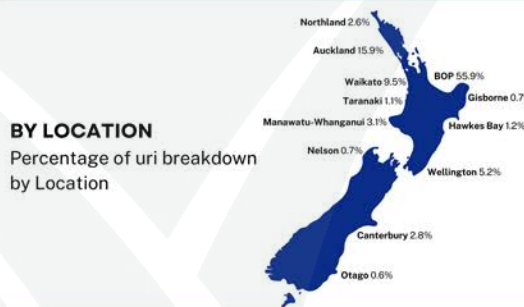 Northland 2.6%
Auckland 15.9%
Waikato 9.5%
BOP 55.9%
Taranaki 1.1%
Gisborne 0.7
Manawatu-Whanganui 3.1%
Hawkes Bay 1.2%
BY LOCATION
Percentage of uri breakdown
by Location
Nelson 0.7%
Wellington 5.2%
Canterbury 2.8%
Otago 0.6%